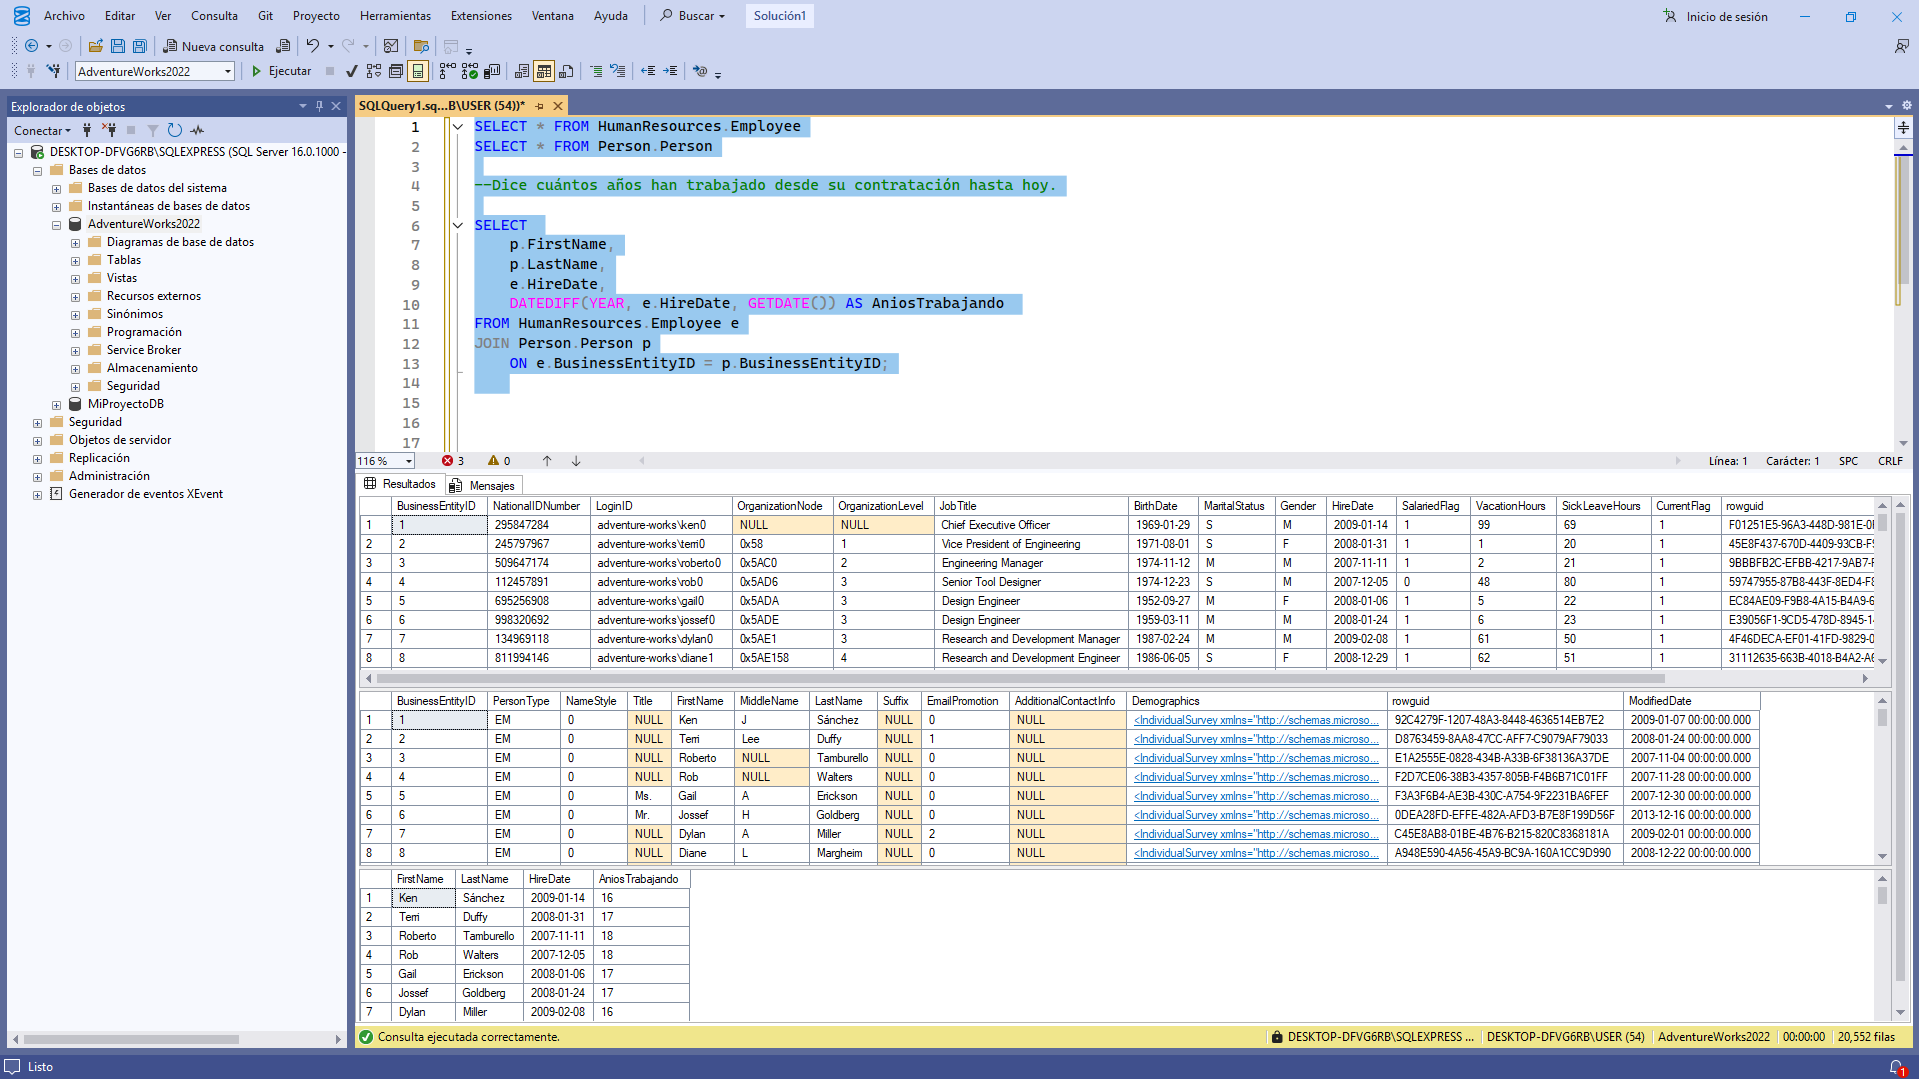 Archivo Editar Ver Consulta Git Proyecto Herramientas Extensiones Ventana Ayuda Buscar Solución1 Inicio de sesión
Nueva consulta
AdventureWorks2022 Ejecutar
Explorador de objetos
Conectar
DESKTOP-DFVG6RB\SQLEXPRESS (SQL Server 16.0.1000 -
Bases de datos
Bases de datos del sistema
Instantáneas de bases de datos
AdventureWorks2022
Diagramas de base de datos
Tablas
Vistas
Recursos externos
Sinónimos
Programación
Service Broker
Almacenamiento
Seguridad
MiProyectoDB
Seguridad
Objetos de servidor
Replicación
Administración
Generador de eventos XEvent
SQLQuery1.sq...B\USER (54))*
1 SELECT * FROM HumanResources.Employee
2 SELECT * FROM Person.Person
3
4 --Dice cuántos años han trabajado desde su contratación hasta hoy.
5
6 SELECT
7 p.FirstName,
8 p.LastName,
9 e.HireDate,
10 DATEDIFF(YEAR, e.HireDate, GETDATE()) AS AniosTrabajando
11 FROM HumanResources.Employee e
12 JOIN Person.Person p
13 ON e.BusinessEntityID = p.BusinessEntityID;
14
15
16
17
116 % 3 0 Línea: 1 Carácter: 1 SPC CRLF
Resultados Mensajes
BusinessEntityID NationalIDNumber LoginID OrganizationNode OrganizationLevel JobTitle BirthDate MaritalStatus Gender HireDate SalariedFlag VacationHours SickLeaveHours CurrentFlag rowguid
1 1 295847284 adventure-works\ken0 NULL NULL Chief Executive Officer 1969-01-29 S M 2009-01-14 1 99 69 1 F01251E5-96A3-448D-981E-0
2 2 245797967 adventure-works\terri0 0x58 1 Vice President of Engineering 1971-08-01 S F 2008-01-31 1 1 20 1 45E8F437-670D-4409-93CB-F
3 3 509647174 adventure-works\roberto0 0x5AC0 2 Engineering Manager 1974-11-12 M M 2007-11-11 1 2 21 1 9BBBFB2C-EFBB-4217-9AB7-F
4 4 112457891 adventure-works\rob0 0x5AD6 3 Senior Tool Designer 1974-12-23 S M 2007-12-05 0 48 80 1 59747955-87B8-443F-8ED4-F8
5 5 695256908 adventure-works\gail0 0x5ADA 3 Design Engineer 1952-09-27 M F 2008-01-06 1 5 22 1 EC84AE09-F9B8-4A15-B4A9-6
6 6 998320692 adventure-works\jossef0 0x5ADE 3 Design Engineer 1959-03-11 M M 2008-01-24 1 6 23 1 E39056F1-9CD5-478D-8945-1
7 7 134969118 adventure-works\dylan0 0x5AE1 3 Research and Development Manager 1987-02-24 M M 2009-02-08 1 61 50 1 4F46DECA-EF01-41FD-9829-0
8 8 811994146 adventure-works\diane1 0x5AE158 4 Research and Development Engineer 1986-06-05 S F 2008-12-29 1 62 51 1 31112635-663B-4018-B4A2-A6
BusinessEntityID PersonType NameStyle Title FirstName MiddleName LastName Suffix EmailPromotion AdditionalContactInfo Demographics rowguid ModifiedDate
1 1 EM 0 NULL Ken J Sánchez NULL 0 NULL <IndividualSurvey xmlns="http://schemas.microso... 92C4279F-1207-48A3-8448-4636514EB7E2 2009-01-07 00:00:00.000
2 2 EM 0 NULL Terri Lee Duffy NULL 1 NULL <IndividualSurvey xmlns="http://schemas.microso... D8763459-8AA8-47CC-AFF7-C9079AF79033 2008-01-24 00:00:00.000
3 3 EM 0 NULL Roberto NULL Tamburello NULL 0 NULL <IndividualSurvey xmlns="http://schemas.microso... E1A2555E-0828-434B-A33B-6F38136A37DE 2007-11-04 00:00:00.000
4 4 EM 0 NULL Rob NULL Walters NULL 0 NULL <IndividualSurvey xmlns="http://schemas.microso... F2D7CE06-38B3-4357-805B-F4B6B71C01FF 2007-11-28 00:00:00.000
5 5 EM 0 Ms. Gail A Erickson NULL 0 NULL <IndividualSurvey xmlns="http://schemas.microso... F3A3F6B4-AE3B-430C-A754-9F2231BA6FEF 2007-12-30 00:00:00.000
6 6 EM 0 Mr. Jossef H Goldberg NULL 0 NULL <IndividualSurvey xmlns="http://schemas.microso... 0DEA28FD-EFFE-482A-AFD3-B7E8F199D56F 2013-12-16 00:00:00.000
7 7 EM 0 NULL Dylan A Miller NULL 2 NULL <IndividualSurvey xmlns="http://schemas.microso... C45E8AB8-01BE-4B76-B215-820C8368181A 2009-02-01 00:00:00.000
8 8 EM 0 NULL Diane L Margheim NULL 0 NULL <IndividualSurvey xmlns="http://schemas.microso... A948E590-4A56-45A9-BC9A-160A1CC9D990 2008-12-22 00:00:00.000
FirstName LastName HireDate AniosTrabajando
1 Ken Sánchez 2009-01-14 16
2 Terri Duffy 2008-01-31 17
3 Roberto Tamburello 2007-11-11 18
4 Rob Walters 2007-12-05 18
5 Gail Erickson 2008-01-06 17
6 Jossef Goldberg 2008-01-24 17
7 Dylan Miller 2009-02-08 16
Consulta ejecutada correctamente. DESKTOP-DFVG6RB\SQLEXPRESS ... DESKTOP-DFVG6RB\USER (54) AdventureWorks2022 00:00:00 20,552 filas
Listo 1